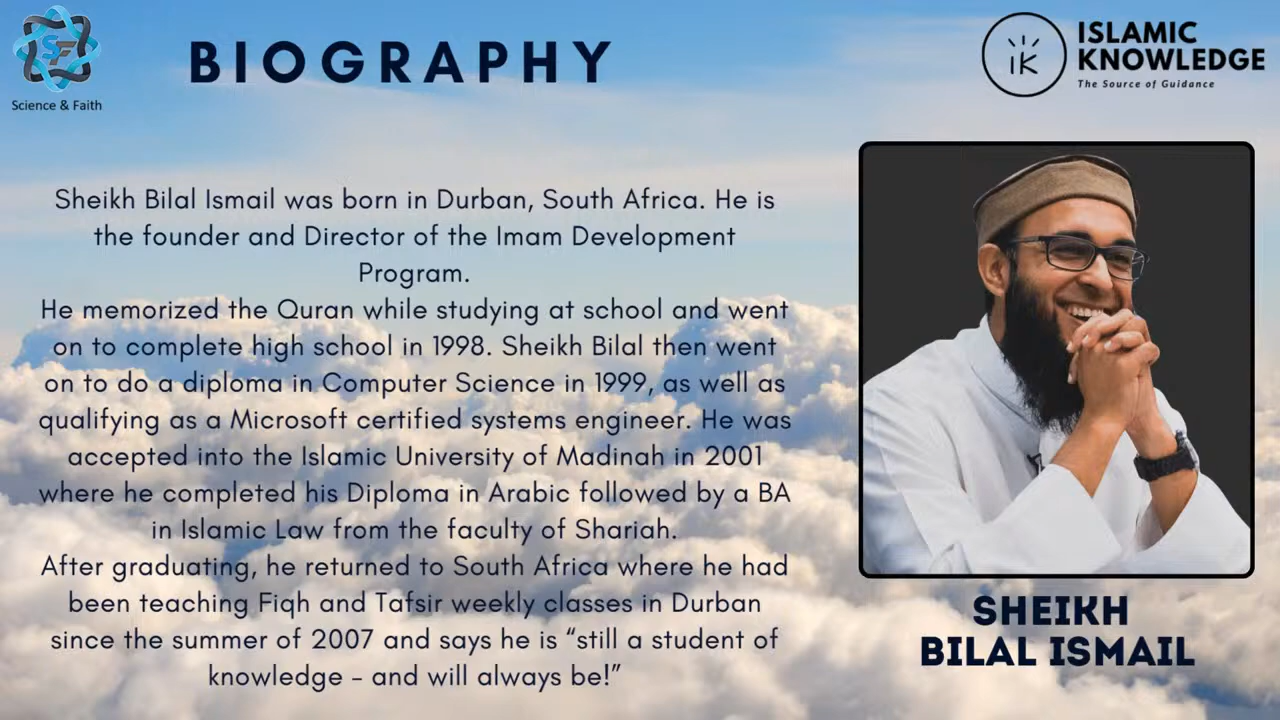 SF
Science & Faith
BIOGRAPHY
IK
ISLAMIC
KNOWLEDGE
The Source of Guidance
Sheikh Bilal Ismail was born in Durban, South Africa. He is
the founder and Director of the Imam Development
Program.
He memorized the Quran while studying at school and went
on to complete high school in 1998. Sheikh Bilal then went
on to do a diploma in Computer Science in 1999, as well as
qualifying as a Microsoft certified systems engineer. He was
accepted into the Islamic University of Madinah in 2001
where he completed his Diploma in Arabic followed by a BA
in Islamic Law from the faculty of Shariah.
After graduating, he returned to South Africa where he had
been teaching Fiqh and Tafsir weekly classes in Durban
since the summer of 2007 and says he is “still a student of
knowledge - and will always be!”
SHEIKH
BILAL ISMAIL